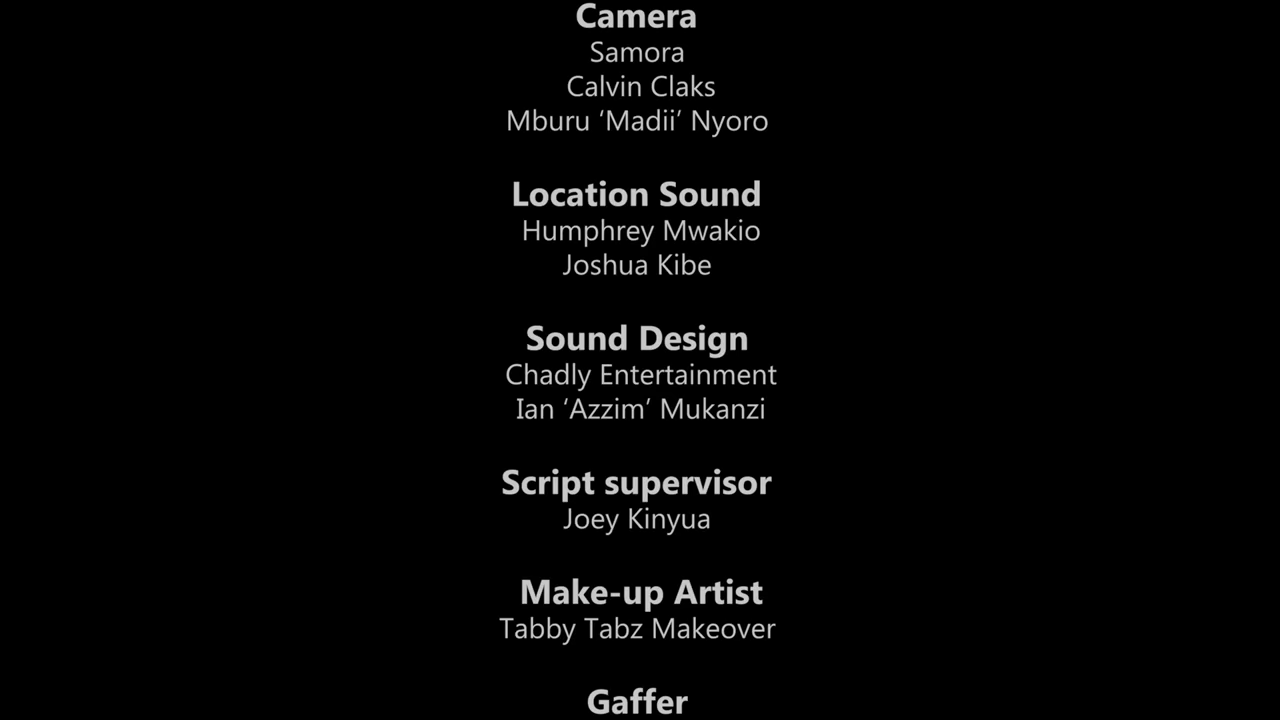 Camera
Samora
Calvin Claks
Mburu ‘Madii’ Nyoro
Location Sound
Humphrey Mwakio
Joshua Kibe
Sound Design
Chadly Entertainment
Ian ‘Azzim’ Mukanzi
Script supervisor
Joey Kinyua
Make-up Artist
Tabby Tabz Makeover
Gaffer